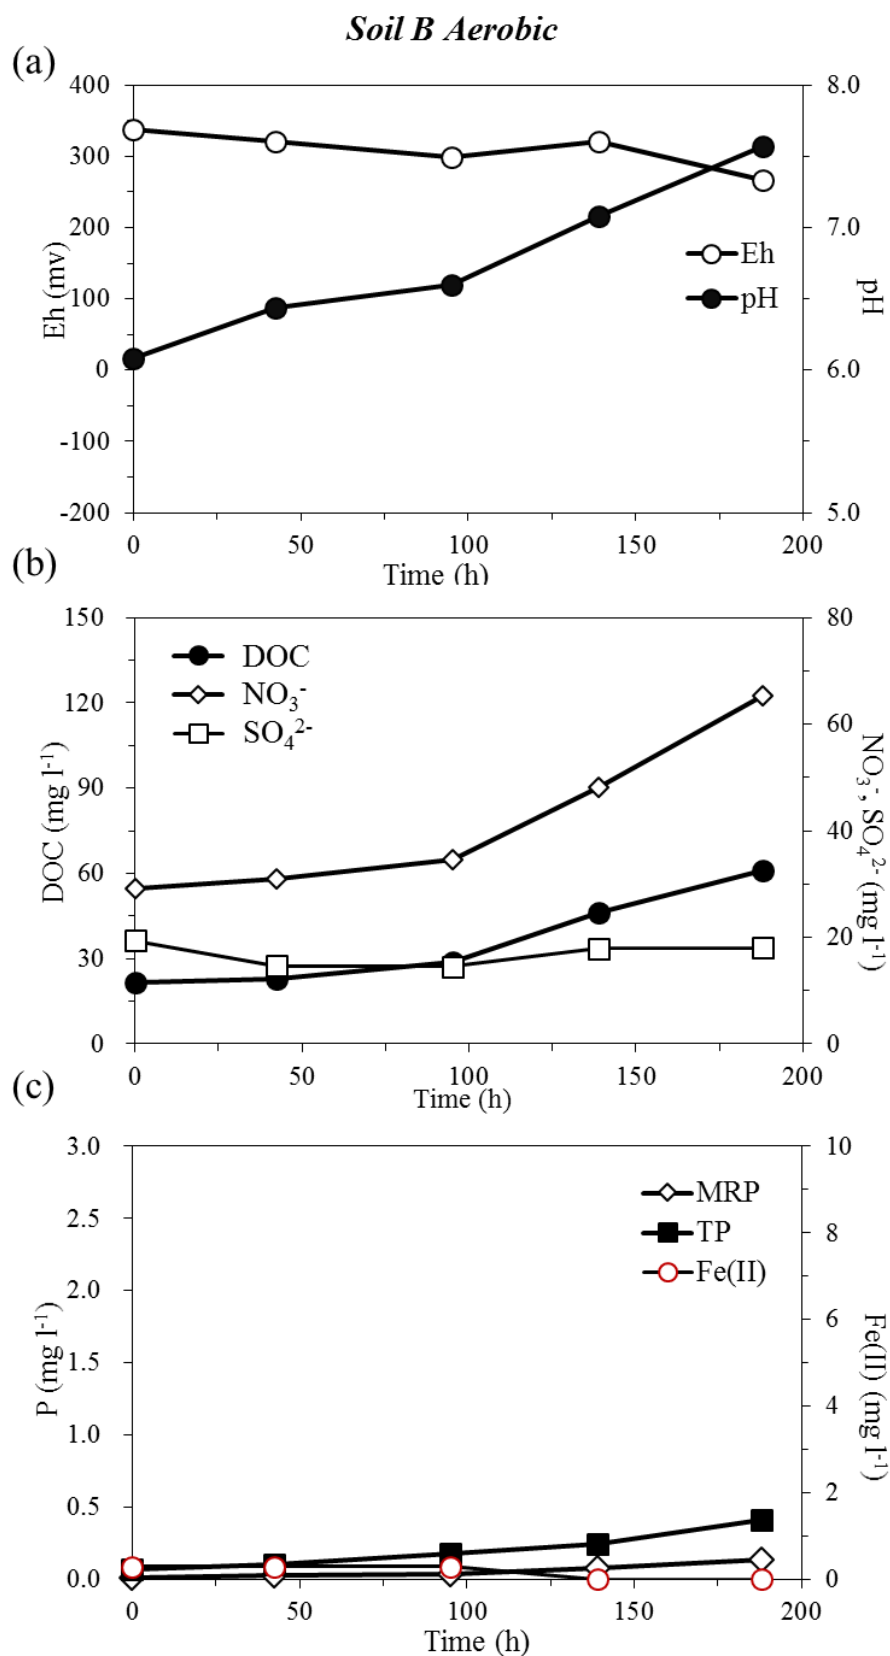 Soil B Aerobic
(a)
400
300
200
100
0
-100
-200
Eh (mv)
8.0
7.0
6.0
5.0
pH
Eh
pH
0
50
100
150
200
Time (h)
(b)
150
120
90
60
30
0
DOC (mg l⁻¹)
80
60
40
20
0
NO₃⁻, SO₄²⁻ (mg l⁻¹)
DOC
NO₃⁻
SO₄²⁻
0
50
100
150
200
Time (h)
(c)
3.0
2.5
2.0
1.5
1.0
0.5
0.0
P (mg l⁻¹)
10
8
6
4
2
0
Fe(II) (mg l⁻¹)
MRP
TP
Fe(II)
0
50
100
150
200
Time (h)